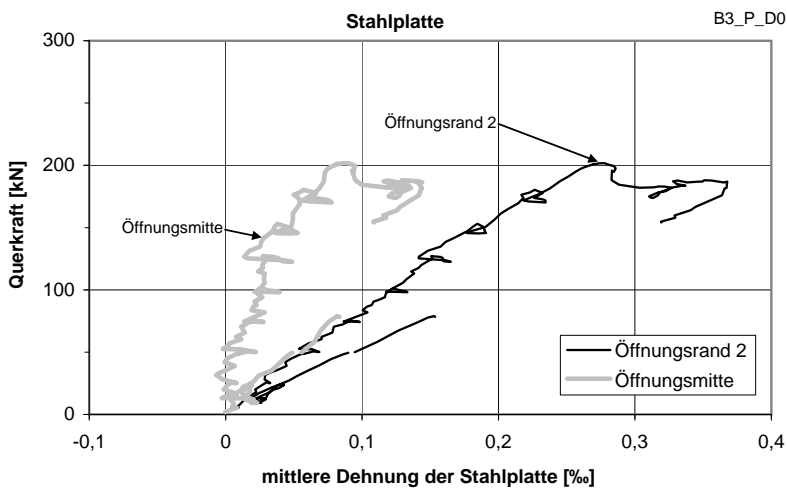 Stahlplatte
B3_P_D0
300
200
100
0
Querkraft [kN]
Öffnungsrand 2
Öffnungsmitte
Öffnungsrand 2
Öffnungsmitte
-0,1
0
0,1
0,2
0,3
0,4
mittlere Dehnung der Stahlplatte [‰]